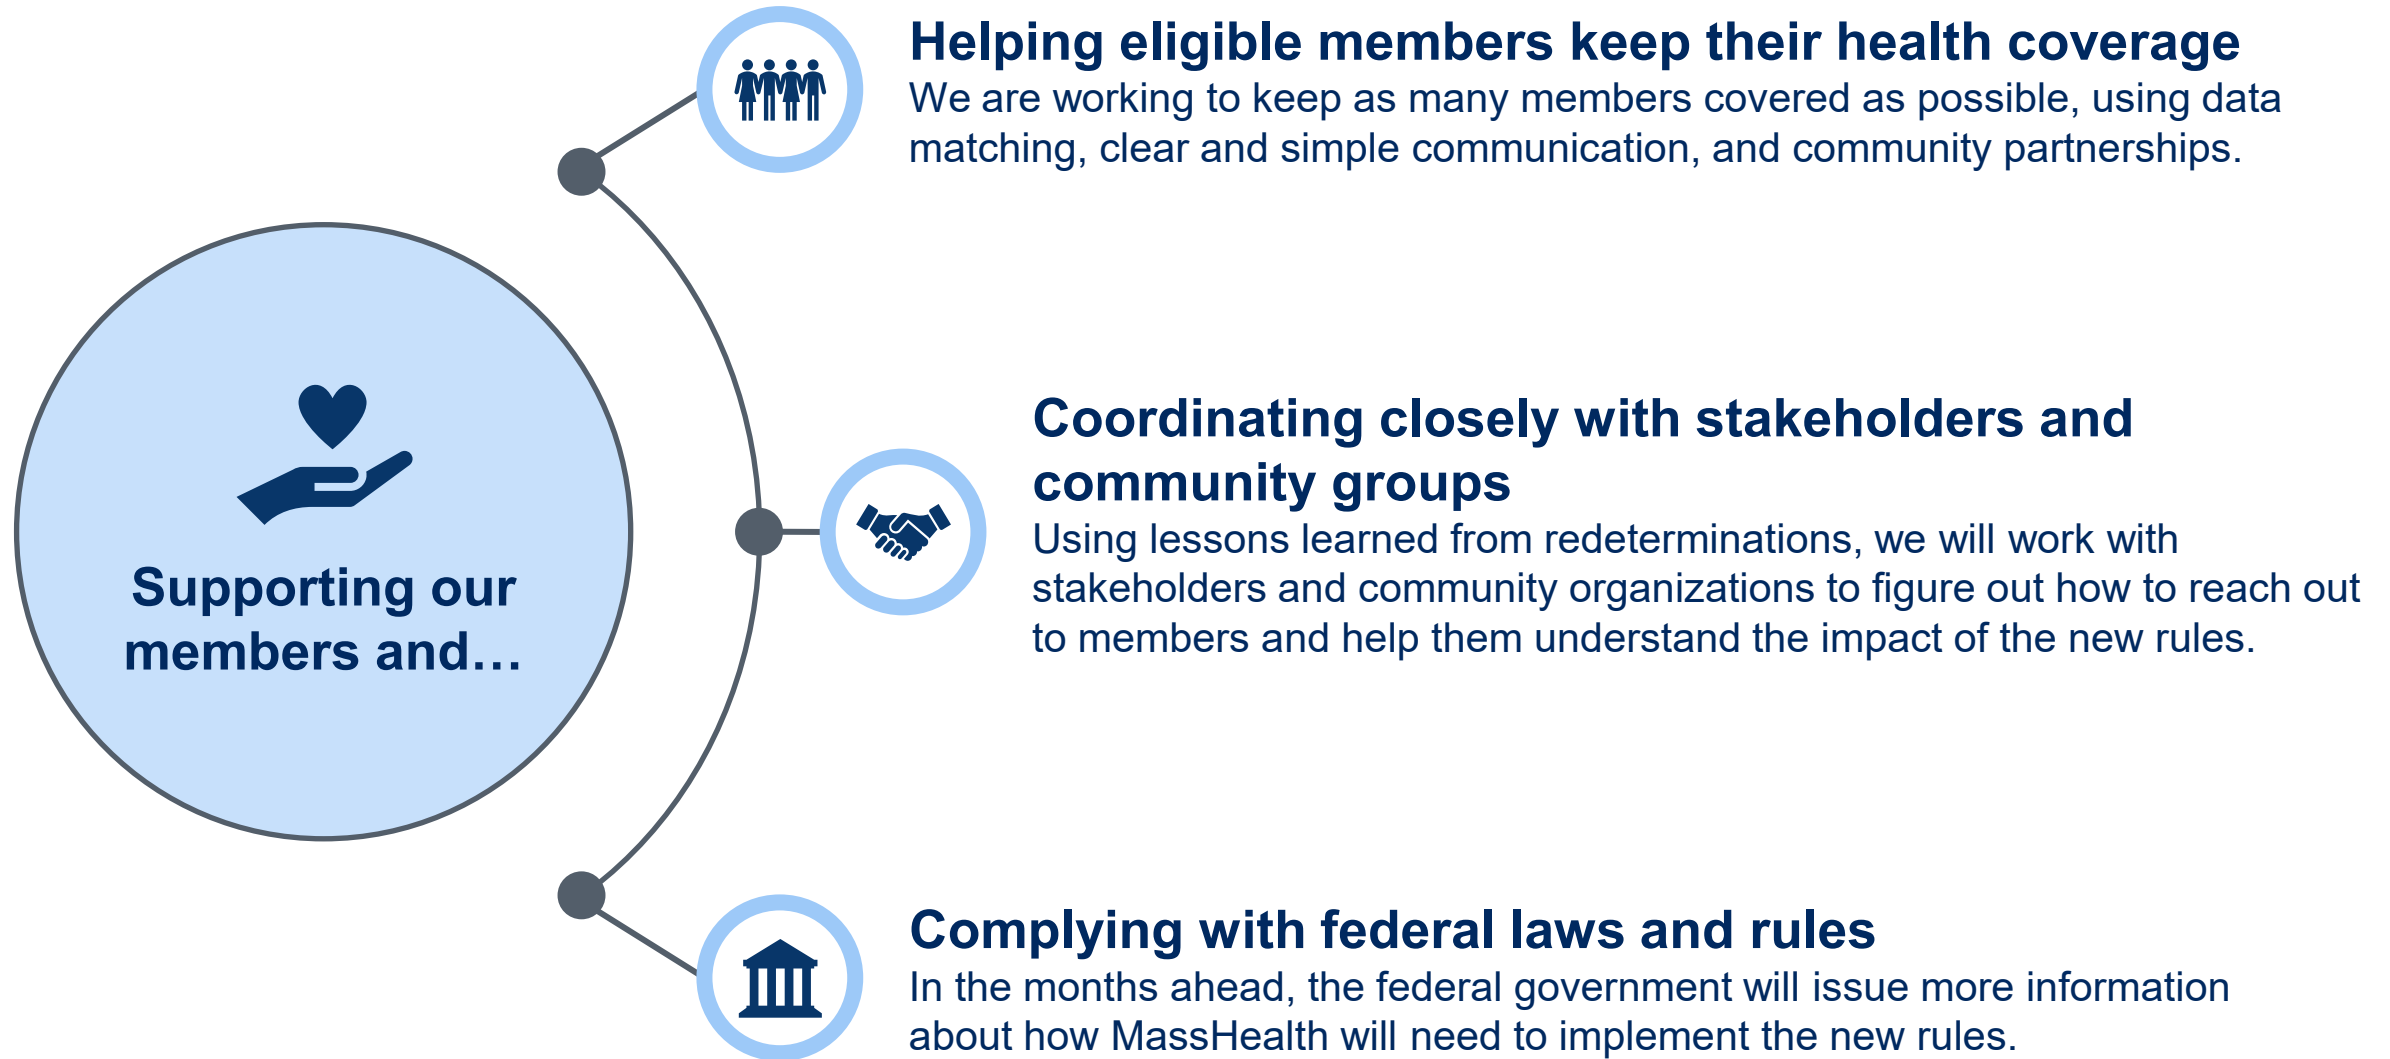 Supporting our
members and…
Helping eligible members keep their health coverage
We are working to keep as many members covered as possible, using data
matching, clear and simple communication, and community partnerships.
Coordinating closely with stakeholders and
community groups
Using lessons learned from redeterminations, we will work with
stakeholders and community organizations to figure out how to reach out
to members and help them understand the impact of the new rules.
Complying with federal laws and rules
In the months ahead, the federal government will issue more information
about how MassHealth will need to implement the new rules.